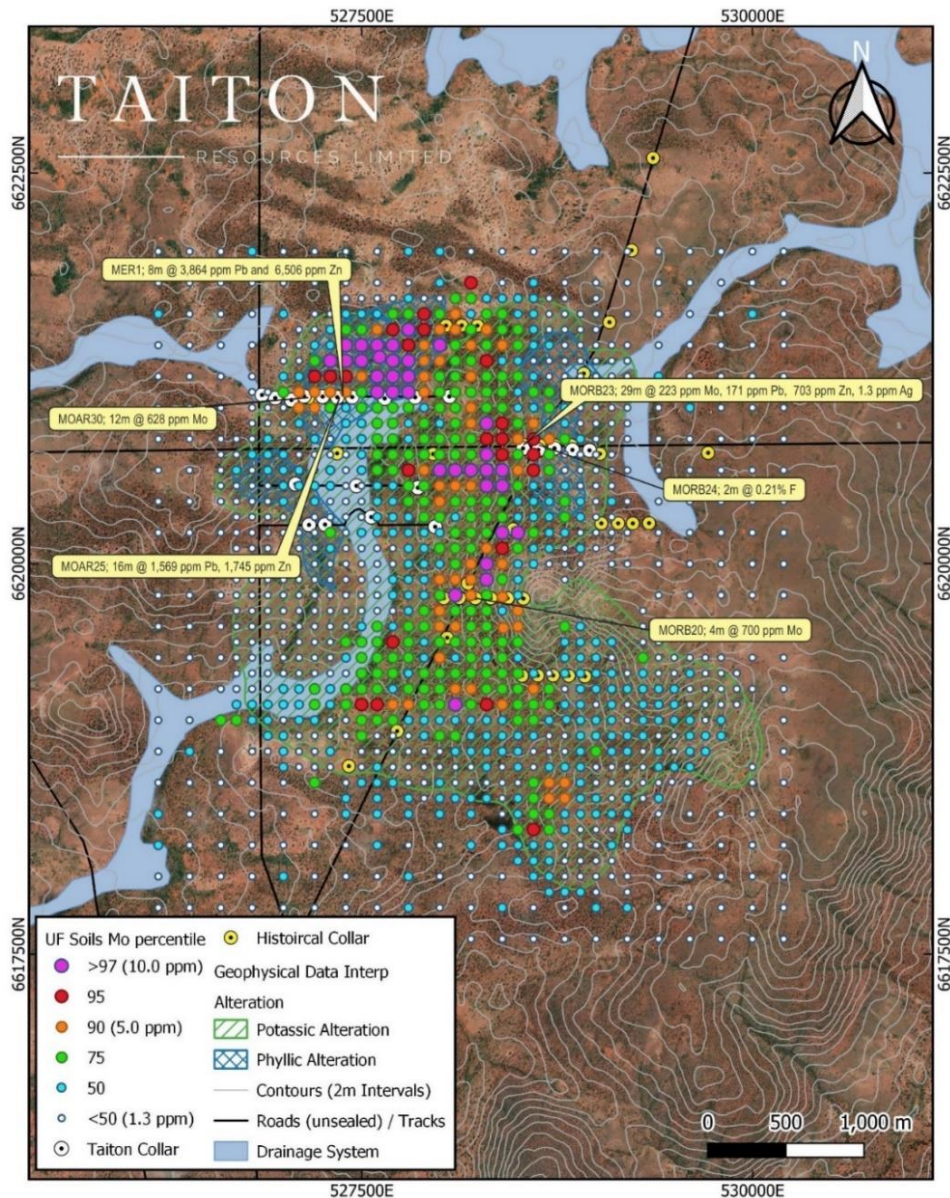 527500E
530000E
TAITON
RESOURCES LIMITED
N
6622500N
6622500N
MER1; 8m @ 3,864 ppm Pb and 6,506 ppm Zn
MORB23; 29m @ 223 ppm Mo, 171 ppm Pb, 703 ppm Zn, 1.3 ppm Ag
MOAR30; 12m @ 628 ppm Mo
MORB24; 2m @ 0.21% F
6620000N
6620000N
MOAR25; 16m @ 1,569 ppm Pb, 1,745 ppm Zn
MORB20; 4m @ 700 ppm Mo
6617500N
6617500N
UF Soils Mo percentile
>97 (10.0 ppm)
95
90 (5.0 ppm)
75
50
<50 (1.3 ppm)
Taiton Collar
Histoircal Collar
Geophysical Data Interp
Alteration
Potassic Alteration
Phyllic Alteration
Contours (2m Intervals)
Roads (unsealed) / Tracks
Drainage System
0 500 1,000 m
527500E
530000E